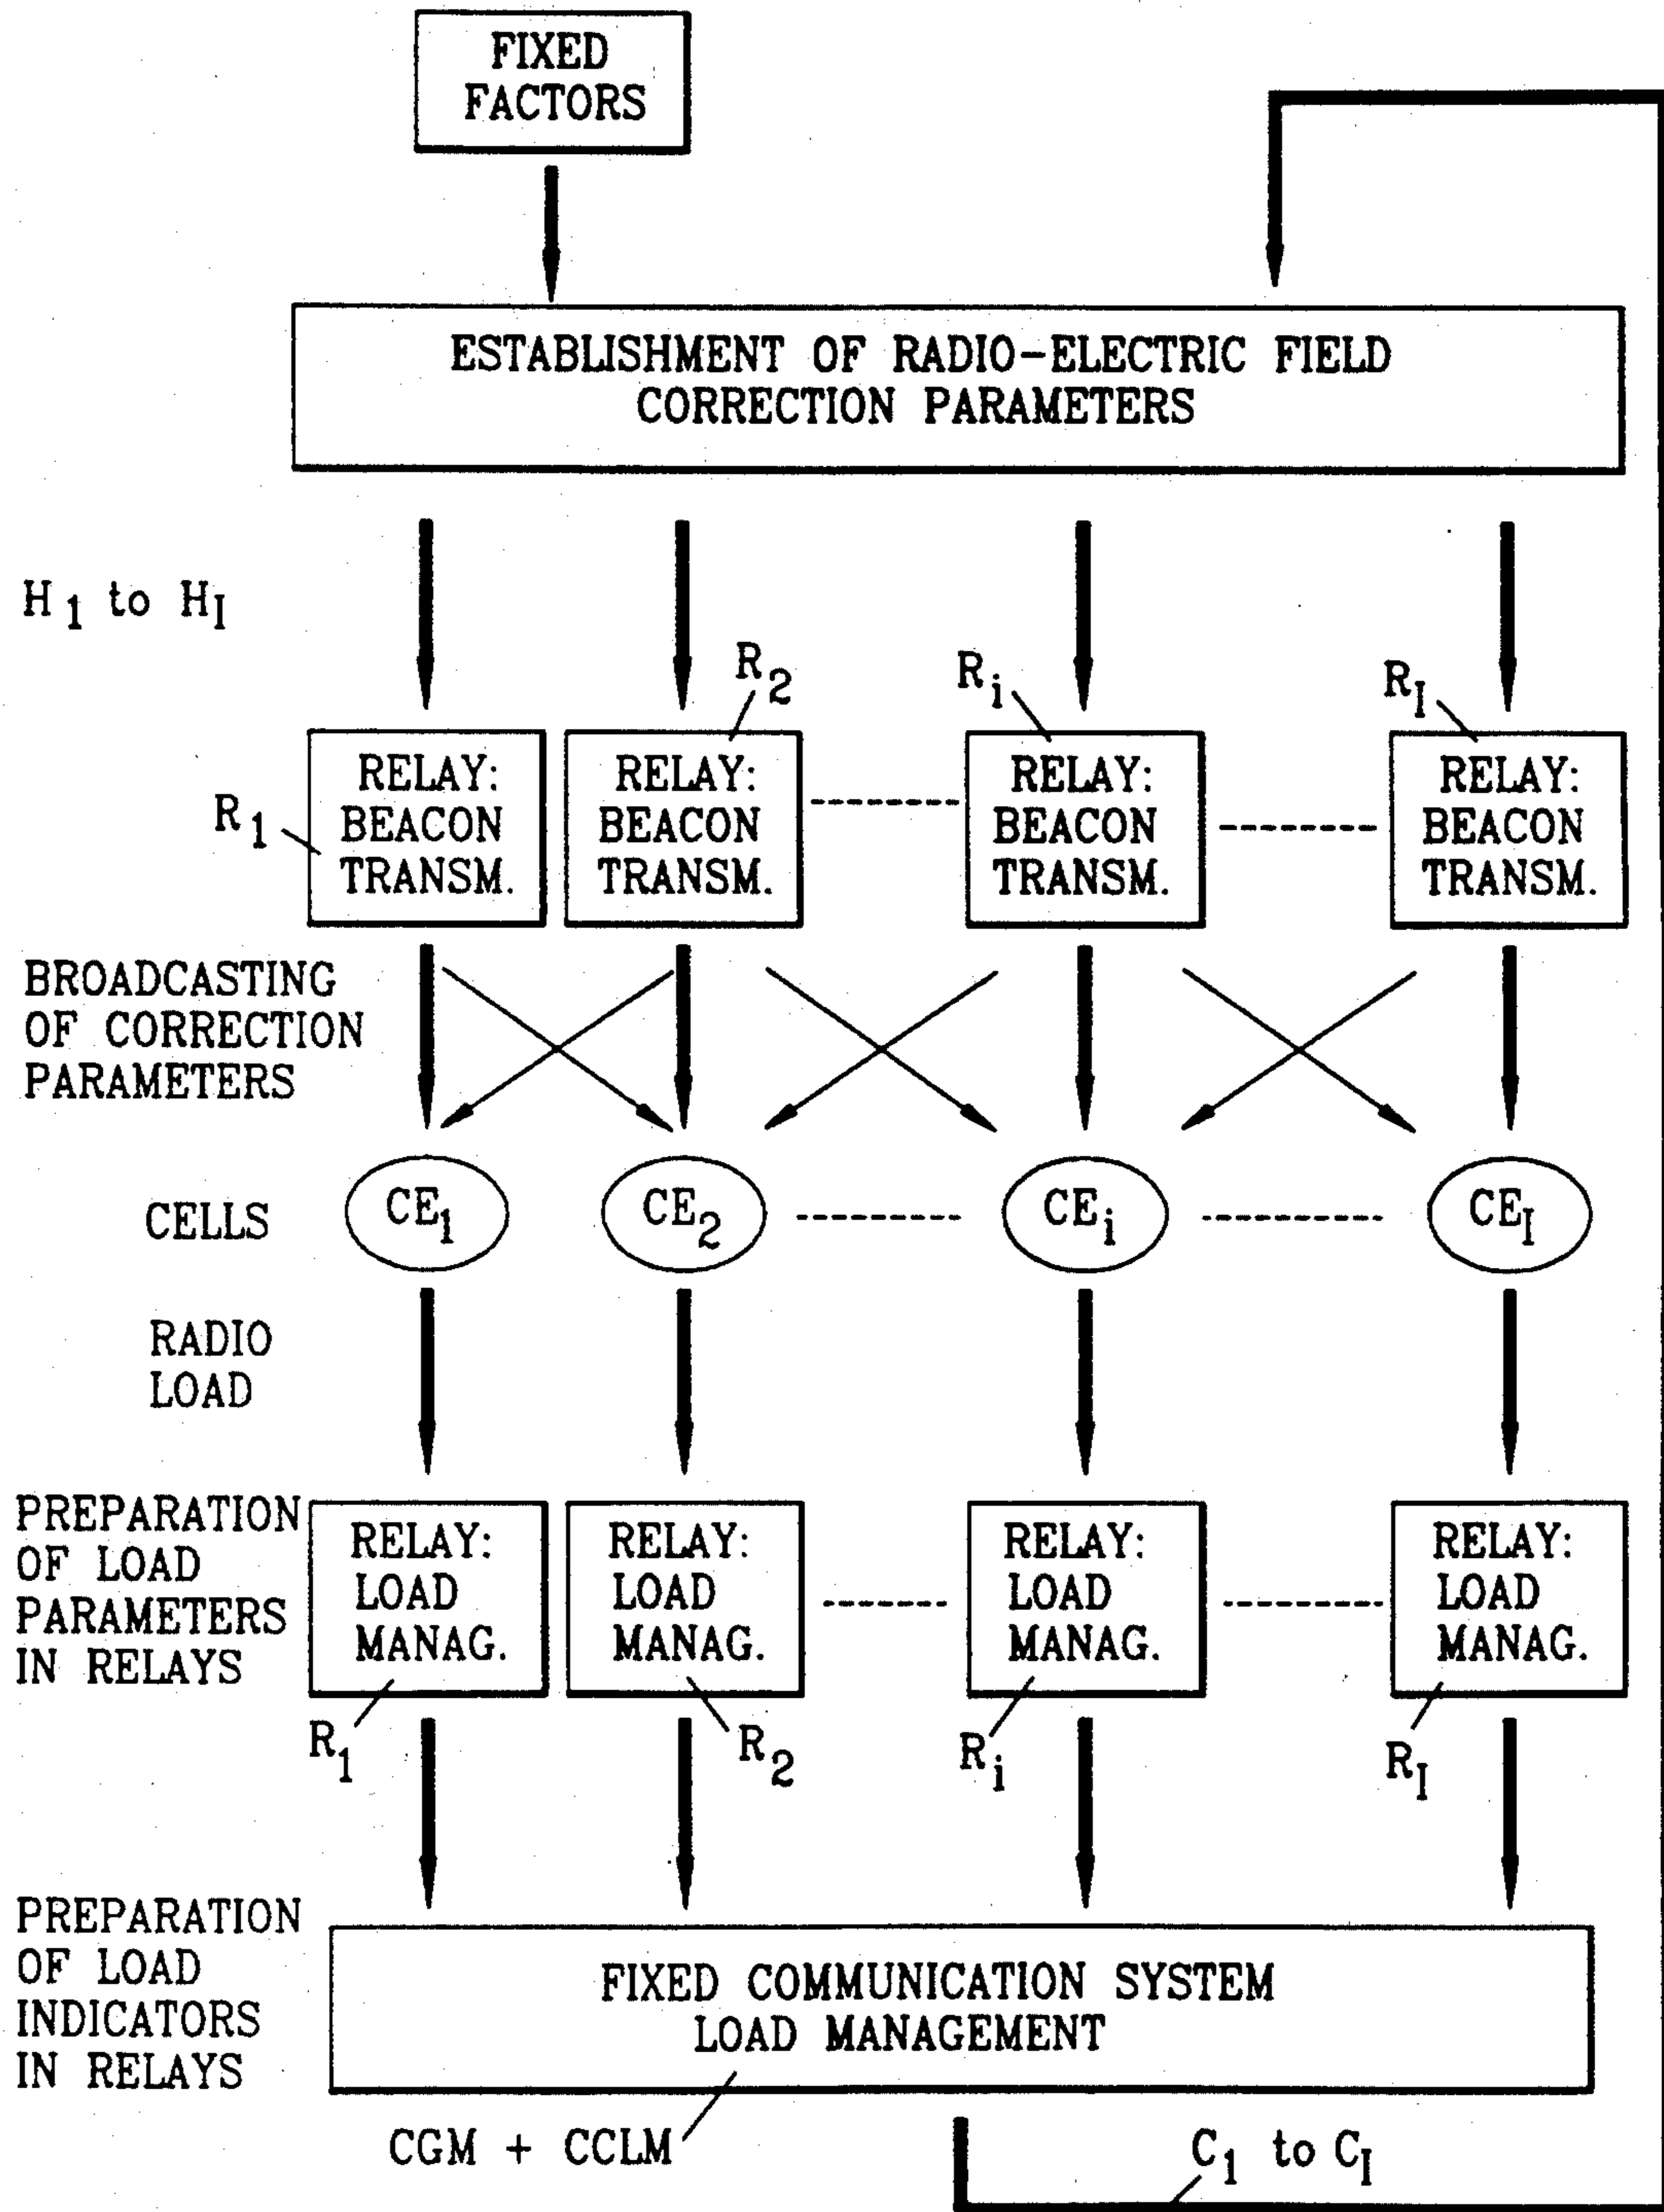 FIXED
FACTORS
ESTABLISHMENT OF RADIO-ELECTRIC FIELD
CORRECTION PARAMETERS
H1 to HI
R1
R2
Ri
RI
RELAY:
BEACON
TRANSM.
RELAY:
BEACON
TRANSM.
RELAY:
BEACON
TRANSM.
RELAY:
BEACON
TRANSM.
BROADCASTING
OF CORRECTION
PARAMETERS
CELLS
CE1
CE2
CEi
CEI
RADIO
LOAD
PREPARATION
OF LOAD
PARAMETERS
IN RELAYS
RELAY:
LOAD
MANAG.
RELAY:
LOAD
MANAG.
RELAY:
LOAD
MANAG.
RELAY:
LOAD
MANAG.
R1
R2
Ri
RI
PREPARATION
OF LOAD
INDICATORS
IN RELAYS
FIXED COMMUNICATION SYSTEM
LOAD MANAGEMENT
CGM + CCLM
C1 to CI